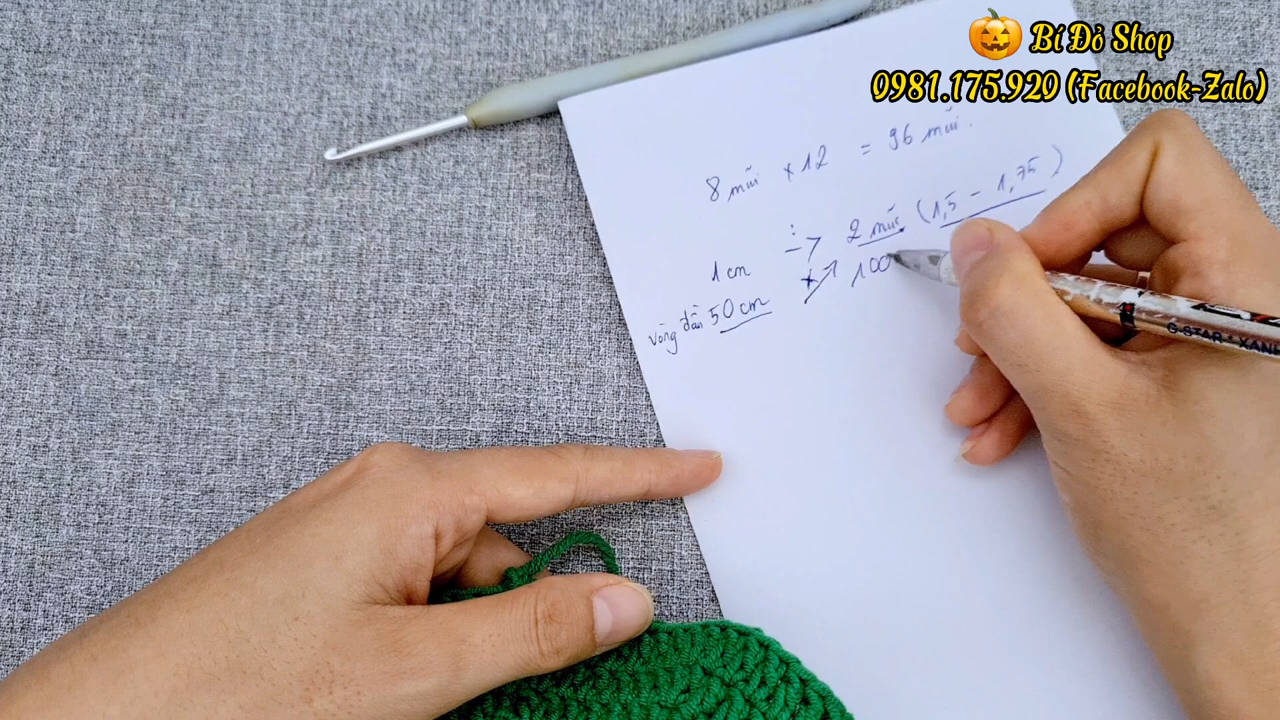 Bí Đỏ Shop
0981.175.920 (Facebook-Zalo)
8 mũi * 12 = 96 mũi.
1 cm -> 2 mũi (1,5 - 1,75)
vòng đầu 50 cm 100
G-STAR